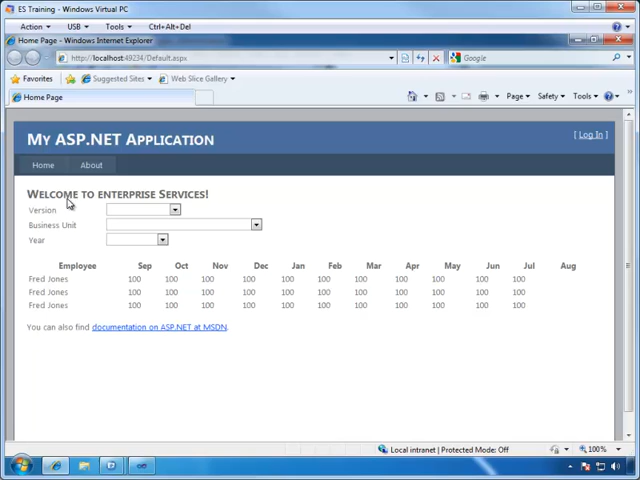 ES Training - Windows Virtual PC
Action USB Tools Ctrl+Alt+Del
Home Page - Windows Internet Explorer
http://localhost:49234/Default.aspx Google
Favorites Suggested Sites Web Slice Gallery
Home Page Page Safety Tools
My ASP.NET Application
[ Log In ]
Home About
Welcome to enterprise Services!
Version
Business Unit
Year
Employee Sep Oct Nov Dec Jan Feb Mar Apr May Jun Jul Aug
Fred Jones 100 100 100 100 100 100 100 100 100 100 100
Fred Jones 100 100 100 100 100 100 100 100 100 100 100
Fred Jones 100 100 100 100 100 100 100 100 100 100 100
You can also find documentation on ASP.NET at MSDN.
Local intranet | Protected Mode: Off 100%